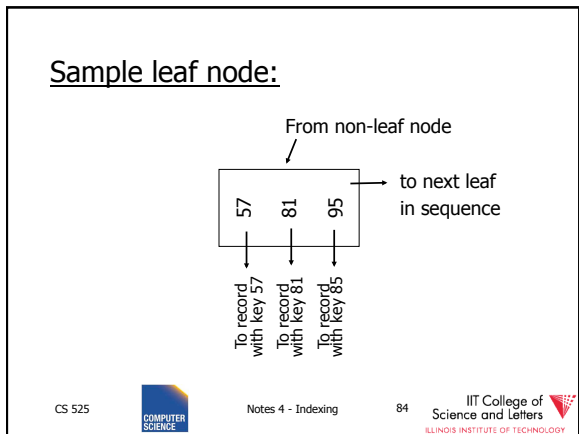 Sample leaf node:
From non-leaf node
to next leaf
in sequence
57
81
95
To record
with key 57
To record
with key 81
To record
with key 85
CS 525
COMPUTER
SCIENCE
Notes 4 - Indexing
84
IIT College of
Science and Letters
ILLINOIS INSTITUTE OF TECHNOLOGY